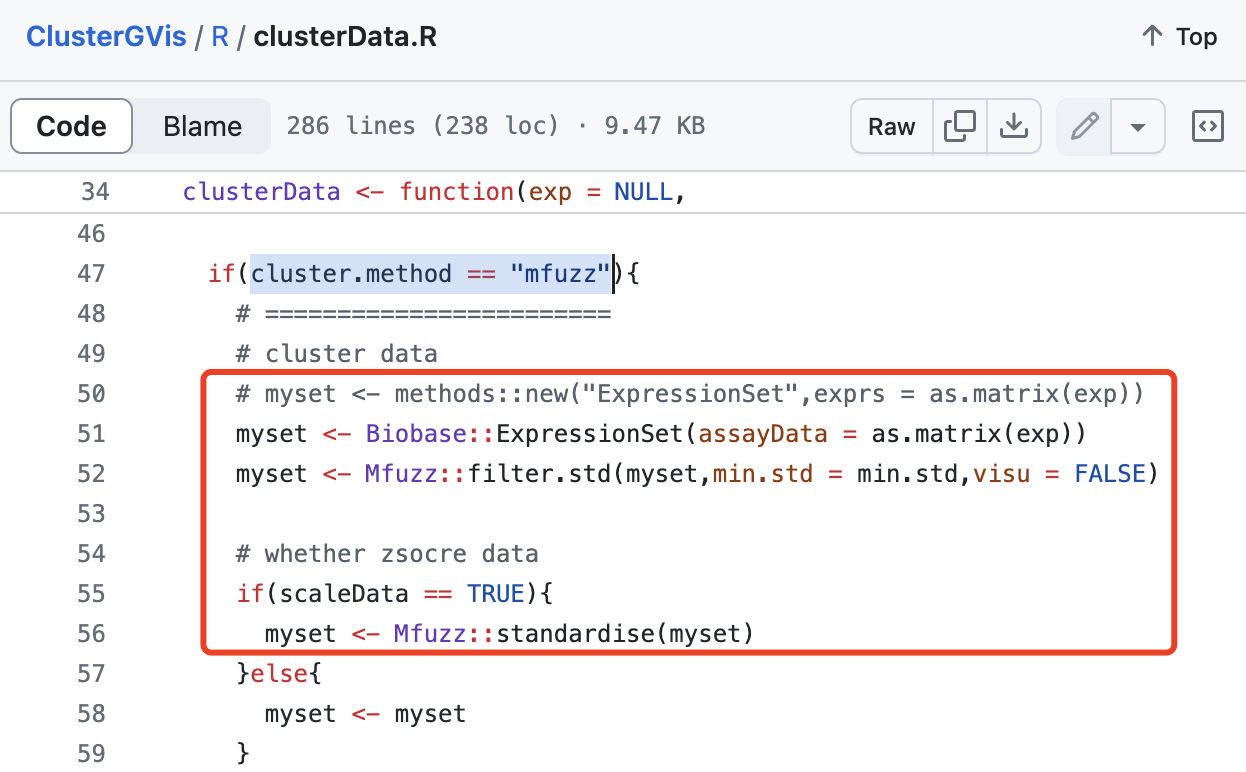 ClusterGVis / R / clusterData.R
Top
Code Blame 286 lines (238 loc) · 9.47 KB Raw
34 clusterData <- function(exp = NULL,
46
47 if(cluster.method == "mfuzz"){
48 # ========================
49 # cluster data
50 # myset <- methods::new("ExpressionSet",exprs = as.matrix(exp))
51 myset <- Biobase::ExpressionSet(assayData = as.matrix(exp))
52 myset <- Mfuzz::filter.std(myset,min.std = min.std,visu = FALSE)
53
54 # whether zsocre data
55 if(scaleData == TRUE){
56 myset <- Mfuzz::standardise(myset)
57 }else{
58 myset <- myset
59 }